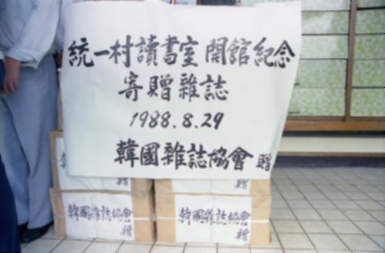 統一村讀書室 開館紀念
寄贈雜誌
1988.8.29
韓國雜誌協會 贈
贈
韓國雜誌協會
贈
韓國雜誌協會
贈